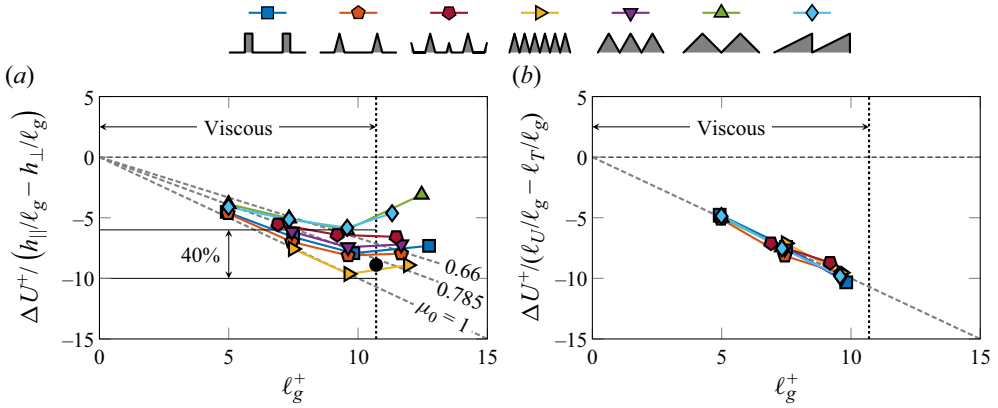 (a)
(b)
5
0
−5
−10
−15
Viscous
40%
0.66
0.785
μ₀ = 1
0 5 10 15
ℓg⁺
ΔU⁺/(h∥/ℓg − h⊥/ℓg)
5
0
−5
−10
−15
Viscous
0 5 10 15
ℓg⁺
ΔU⁺/(ℓU/ℓg − ℓT/ℓg)